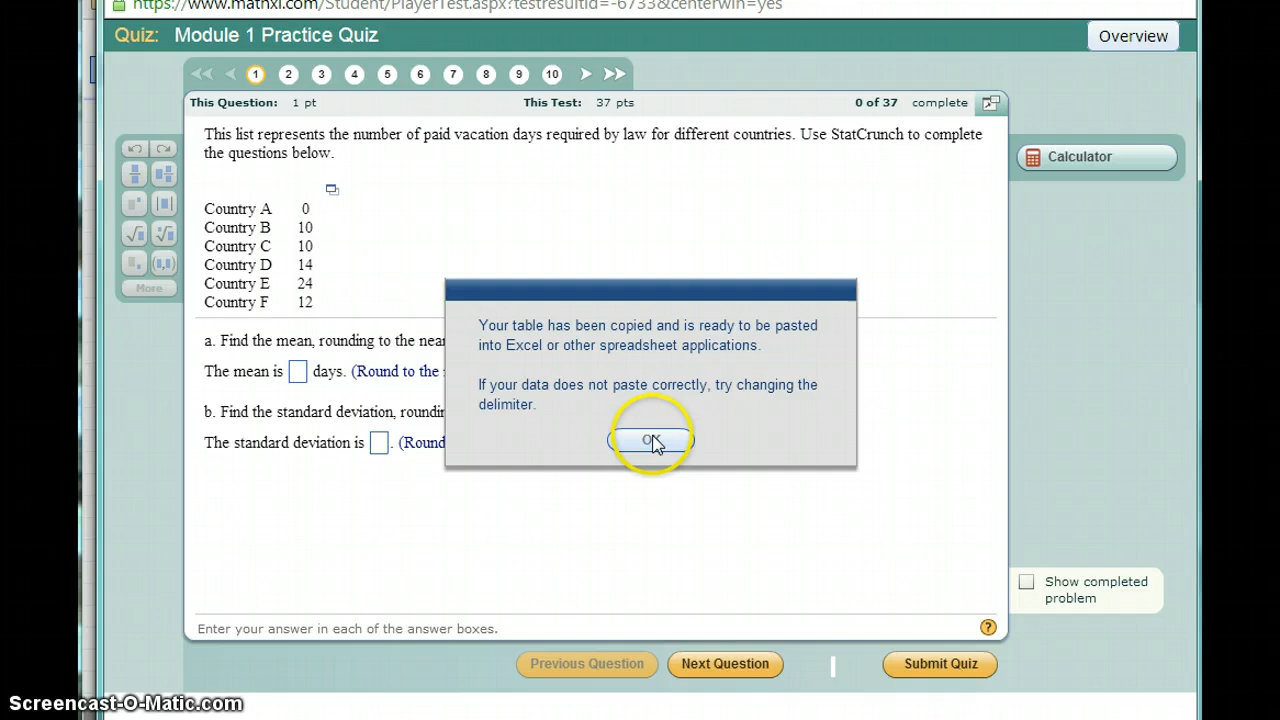 https://www.mathxl.com/Student/PlayerTest.aspx?testresultid=-6733&centerwin=yes
Quiz: Module 1 Practice Quiz
Overview
1 2 3 4 5 6 7 8 9 10
This Question: 1 pt This Test: 37 pts 0 of 37 complete
This list represents the number of paid vacation days required by law for different countries. Use StatCrunch to complete
the questions below.
Calculator
Country A 0
Country B 10
Country C 10
Country D 14
Country E 24
Country F 12
More
a. Find the mean, rounding to the
The mean is days. (Round to the
b. Find the standard deviation,
The standard deviation is . (Round
Your table has been copied and is ready to be pasted
into Excel or other spreadsheet applications.
If your data does not paste correctly, try changing the
delimiter.
OK
Show completed
problem
Enter your answer in each of the answer boxes.
?
Previous Question Next Question Submit Quiz
Screencast-O-Matic.com